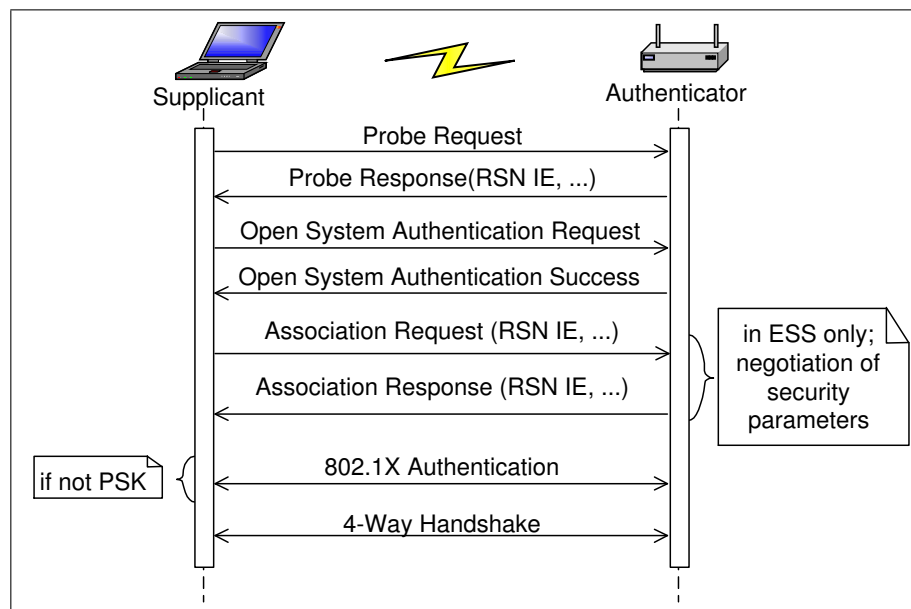 Supplicant
Authenticator
Probe Request
Probe Response(RSN IE, ...)
Open System Authentication Request
Open System Authentication Success
Association Request (RSN IE, ...)
in ESS only;
negotiation of
security
parameters
Association Response (RSN IE, ...)
802.1X Authentication
if not PSK
4-Way Handshake